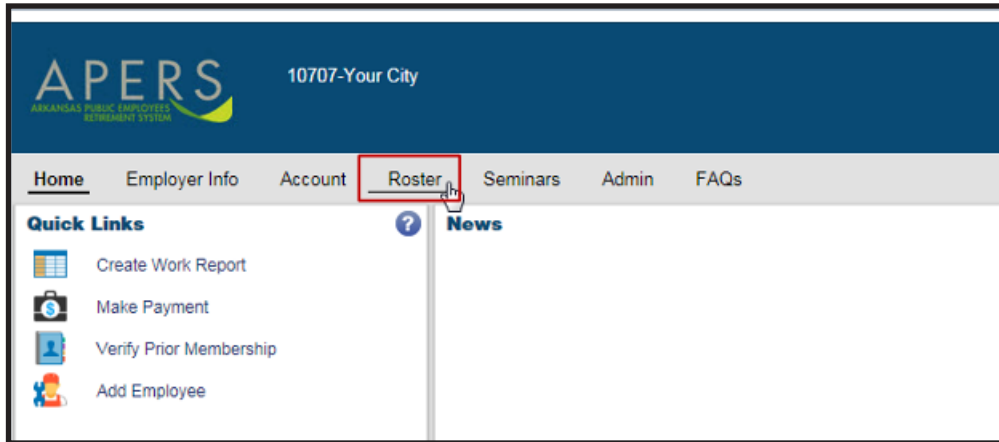 APERS
ARKANSAS PUBLIC EMPLOYEES
RETIREMENT SYSTEM
10707-Your City
Home Employer Info Account Roster Seminars Admin FAQs
Quick Links ?
Create Work Report
Make Payment
Verify Prior Membership
Add Employee
News